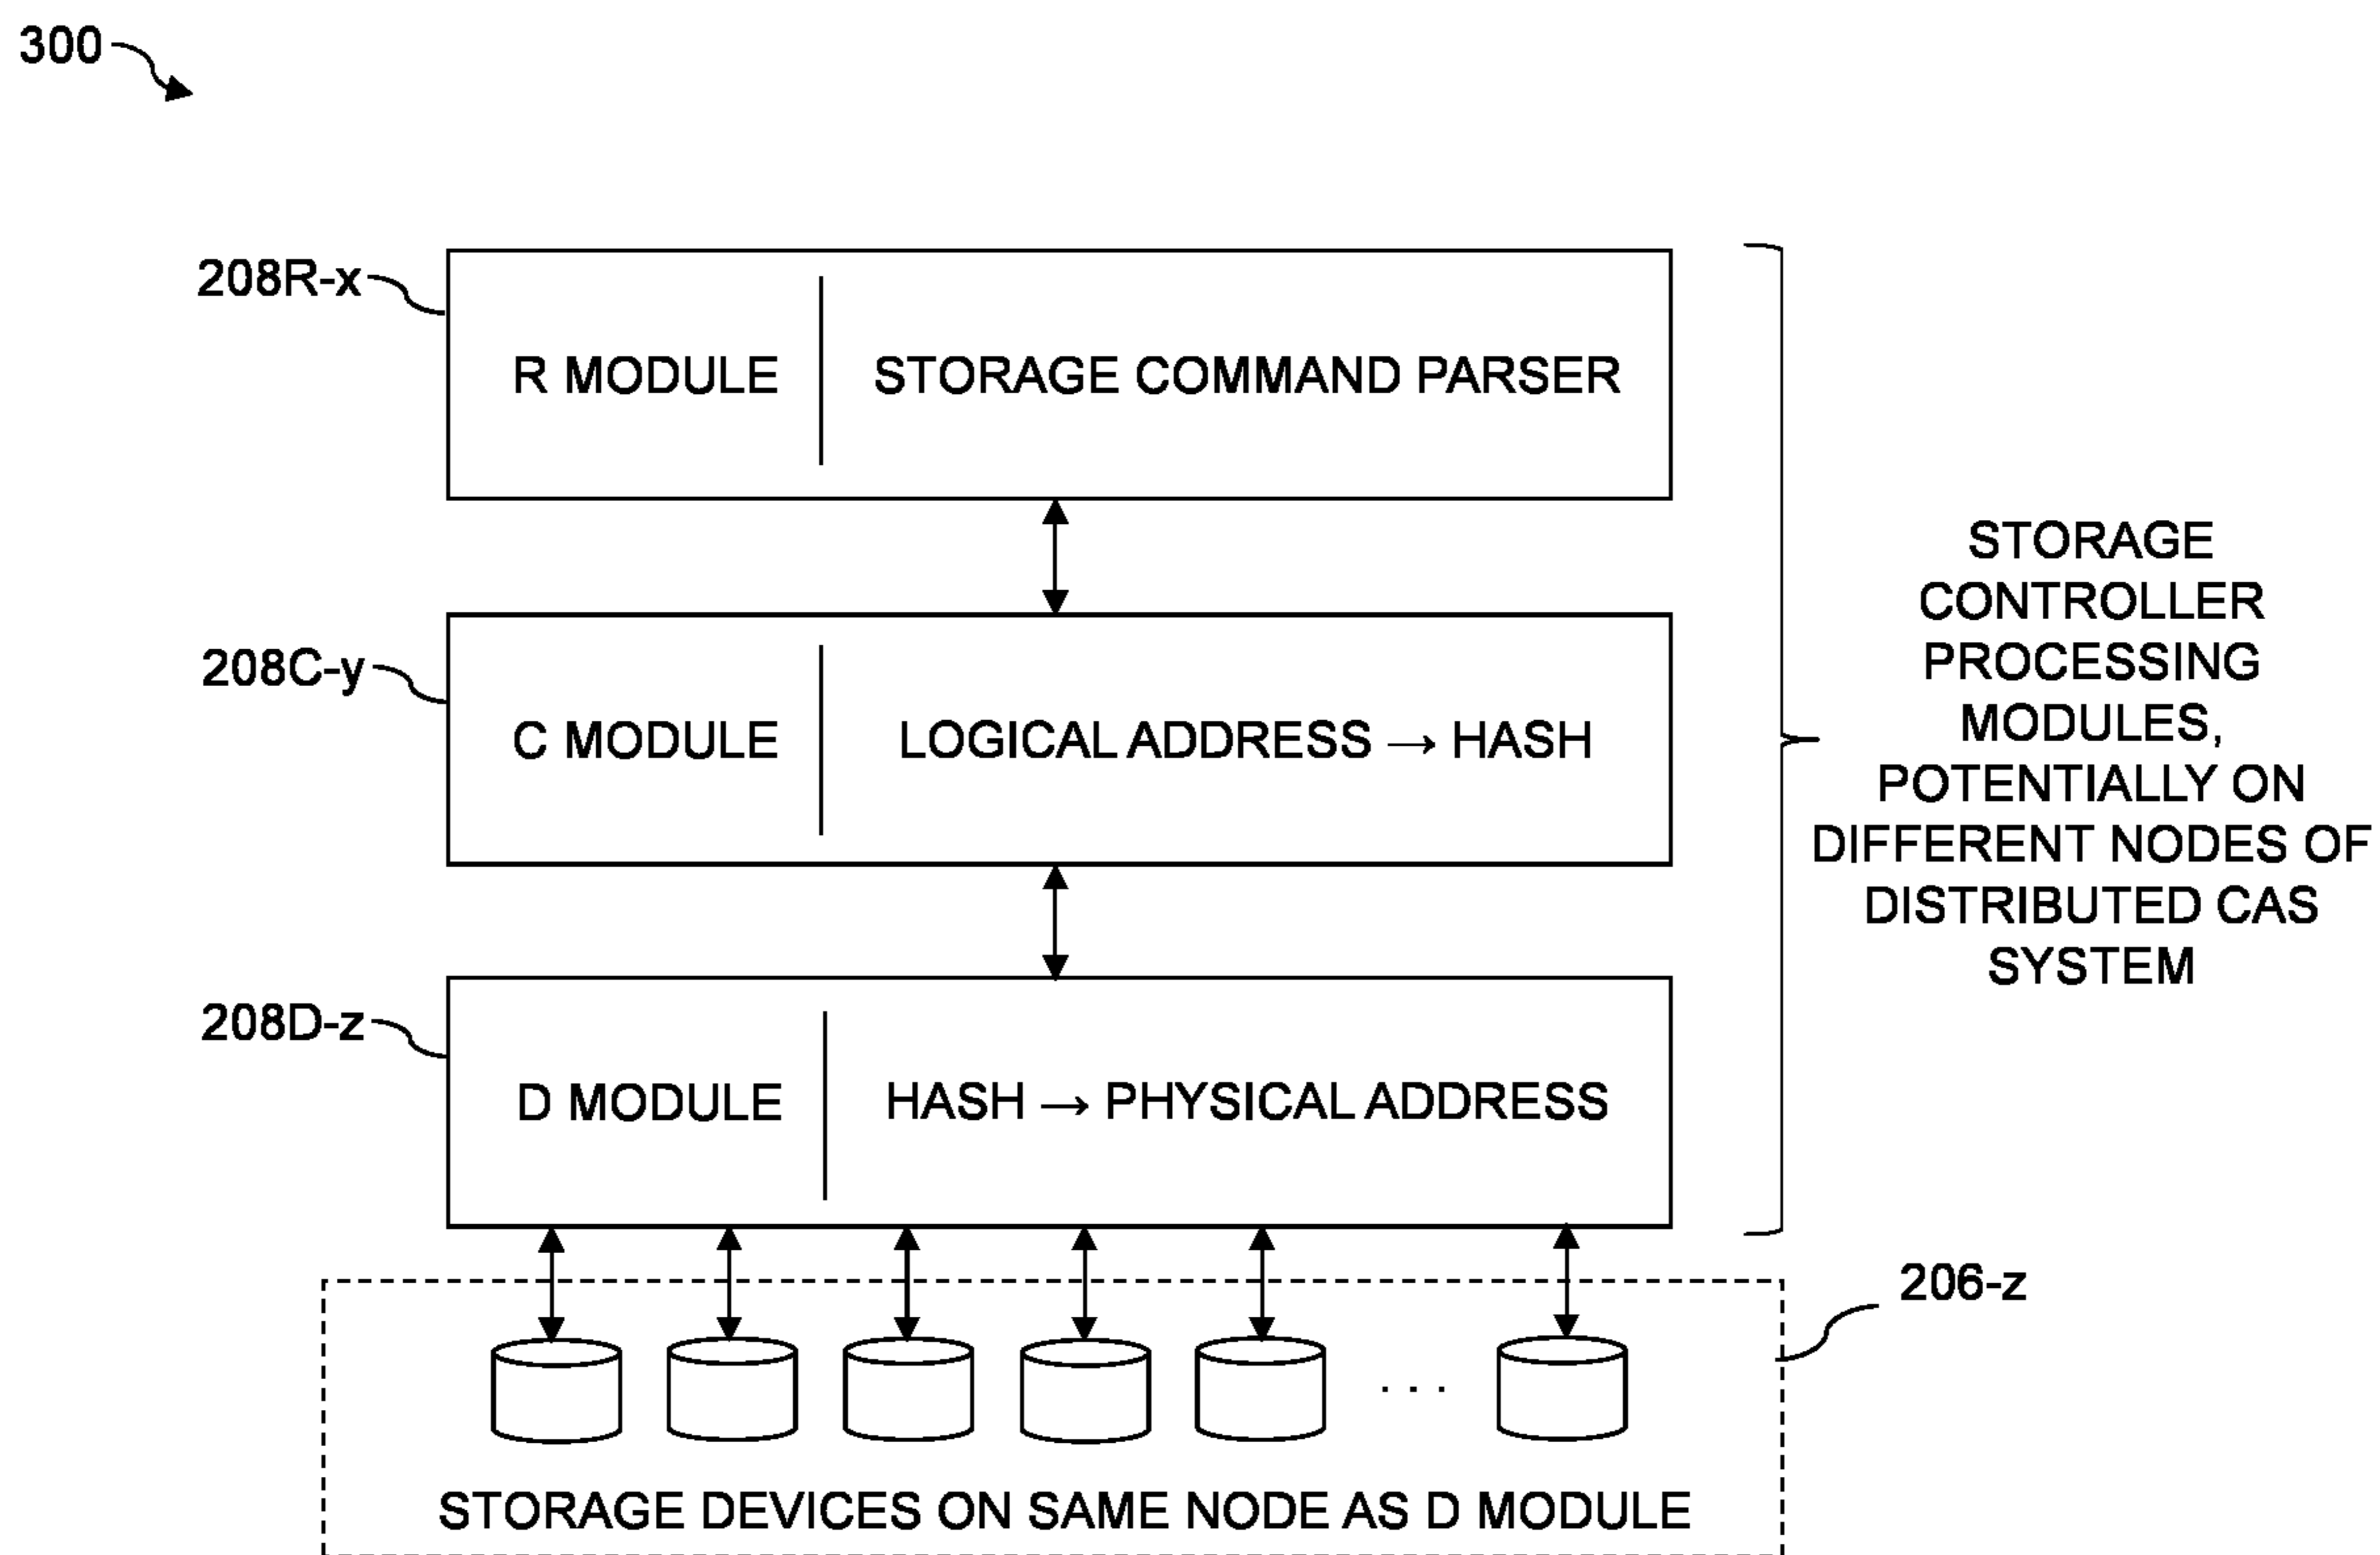 300
208R-x
R MODULE
STORAGE COMMAND PARSER
208C-y
C MODULE
LOGICAL ADDRESS → HASH
208D-z
D MODULE
HASH → PHYSICAL ADDRESS
STORAGE
CONTROLLER
PROCESSING
MODULES,
POTENTIALLY ON
DIFFERENT NODES OF
DISTRIBUTED CAS
SYSTEM
206-z
. . .
STORAGE DEVICES ON SAME NODE AS D MODULE